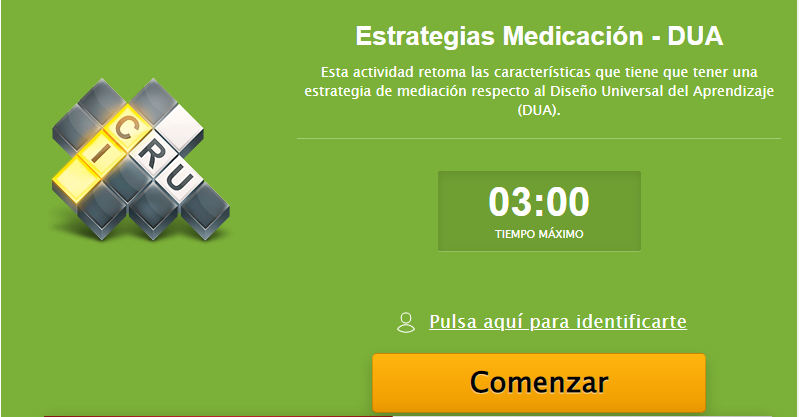 Estrategias Medicación - DUA
Esta actividad retoma las características que tiene que tener una
estrategia de mediación respecto al Diseño Universal del Aprendizaje
(DUA).
C
I R
U
03:00
TIEMPO MÁXIMO
Pulsa aquí para identificarte
Comenzar